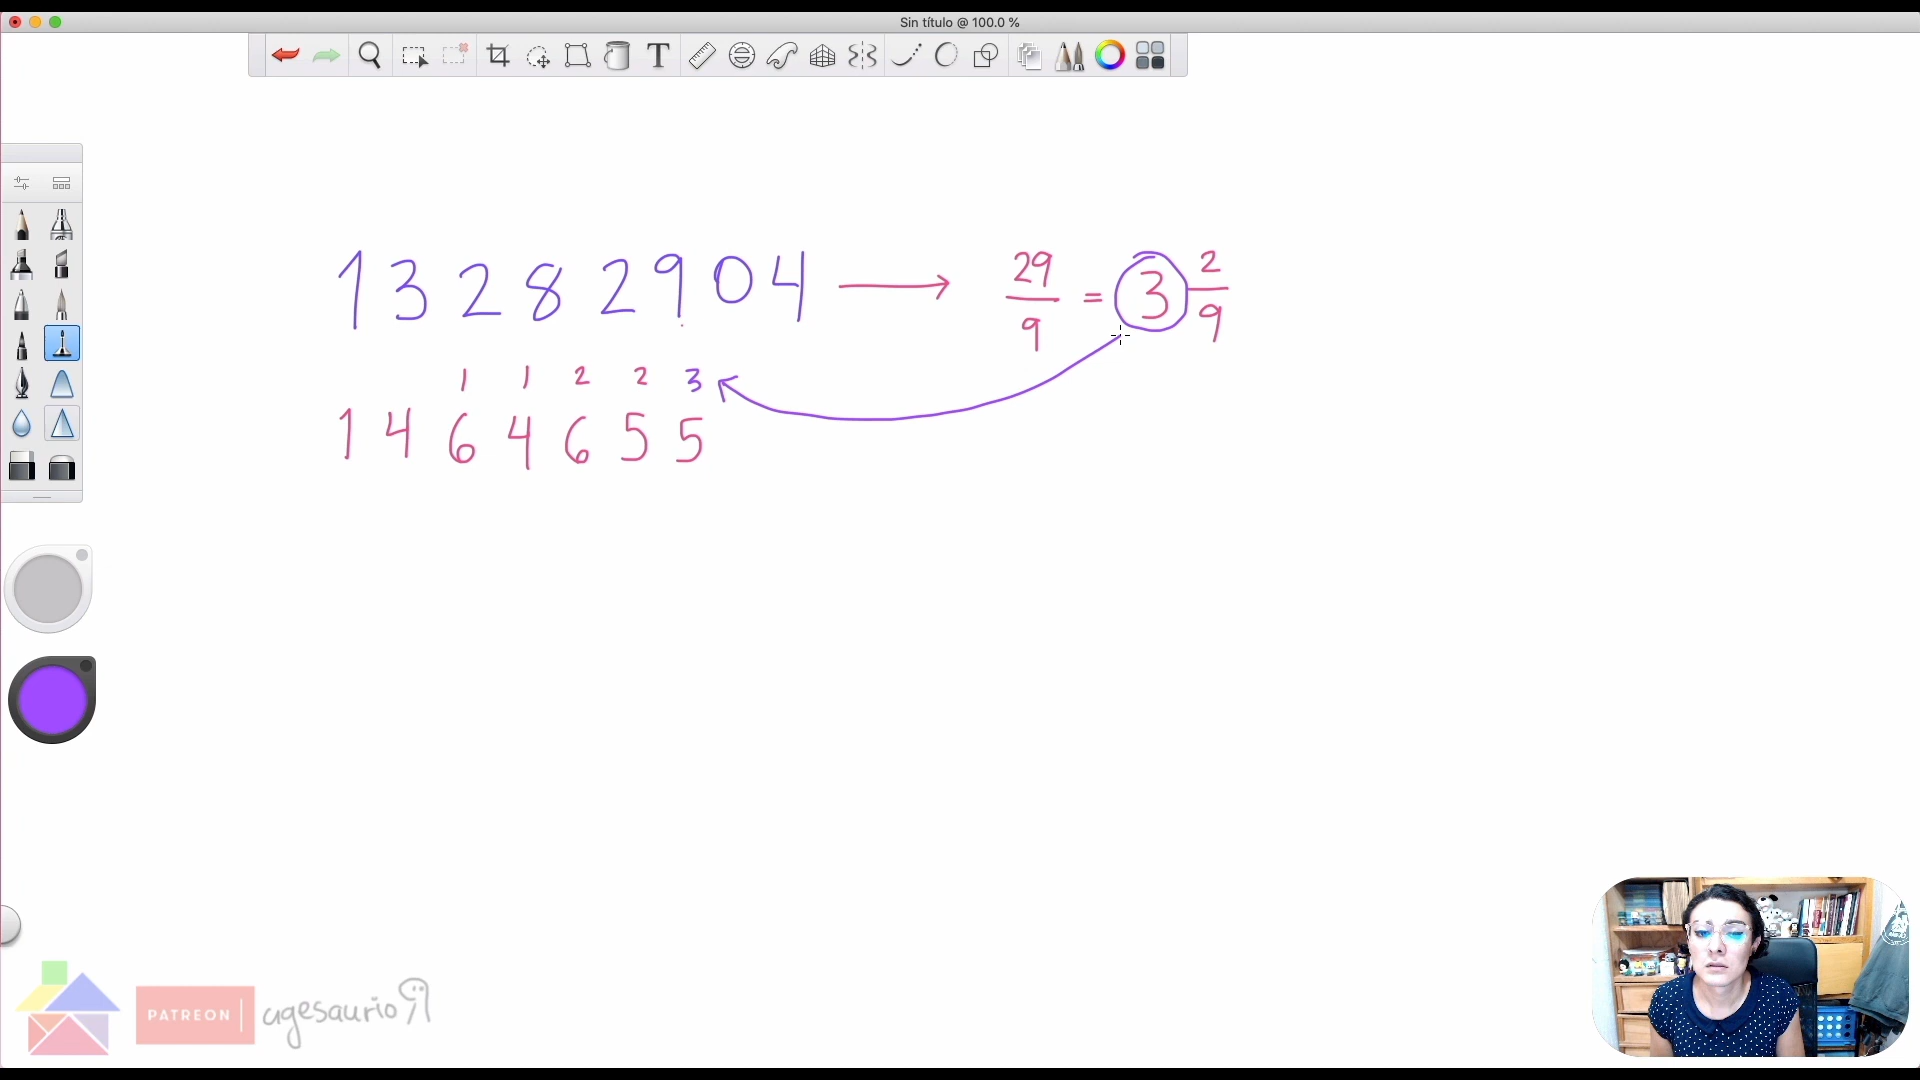 Sin título @ 100.0 %
T
1 3 2 8 2 9 0 4 → 29/9 = 3 2/9
1 1 2 2 3
1 4 6 4 6 5 5
PATREON | agesaurio